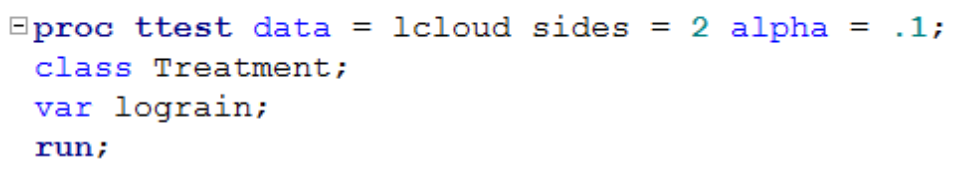 proc ttest data = lcloud sides = 2 alpha = .1;
class Treatment;
var lograin;
run;